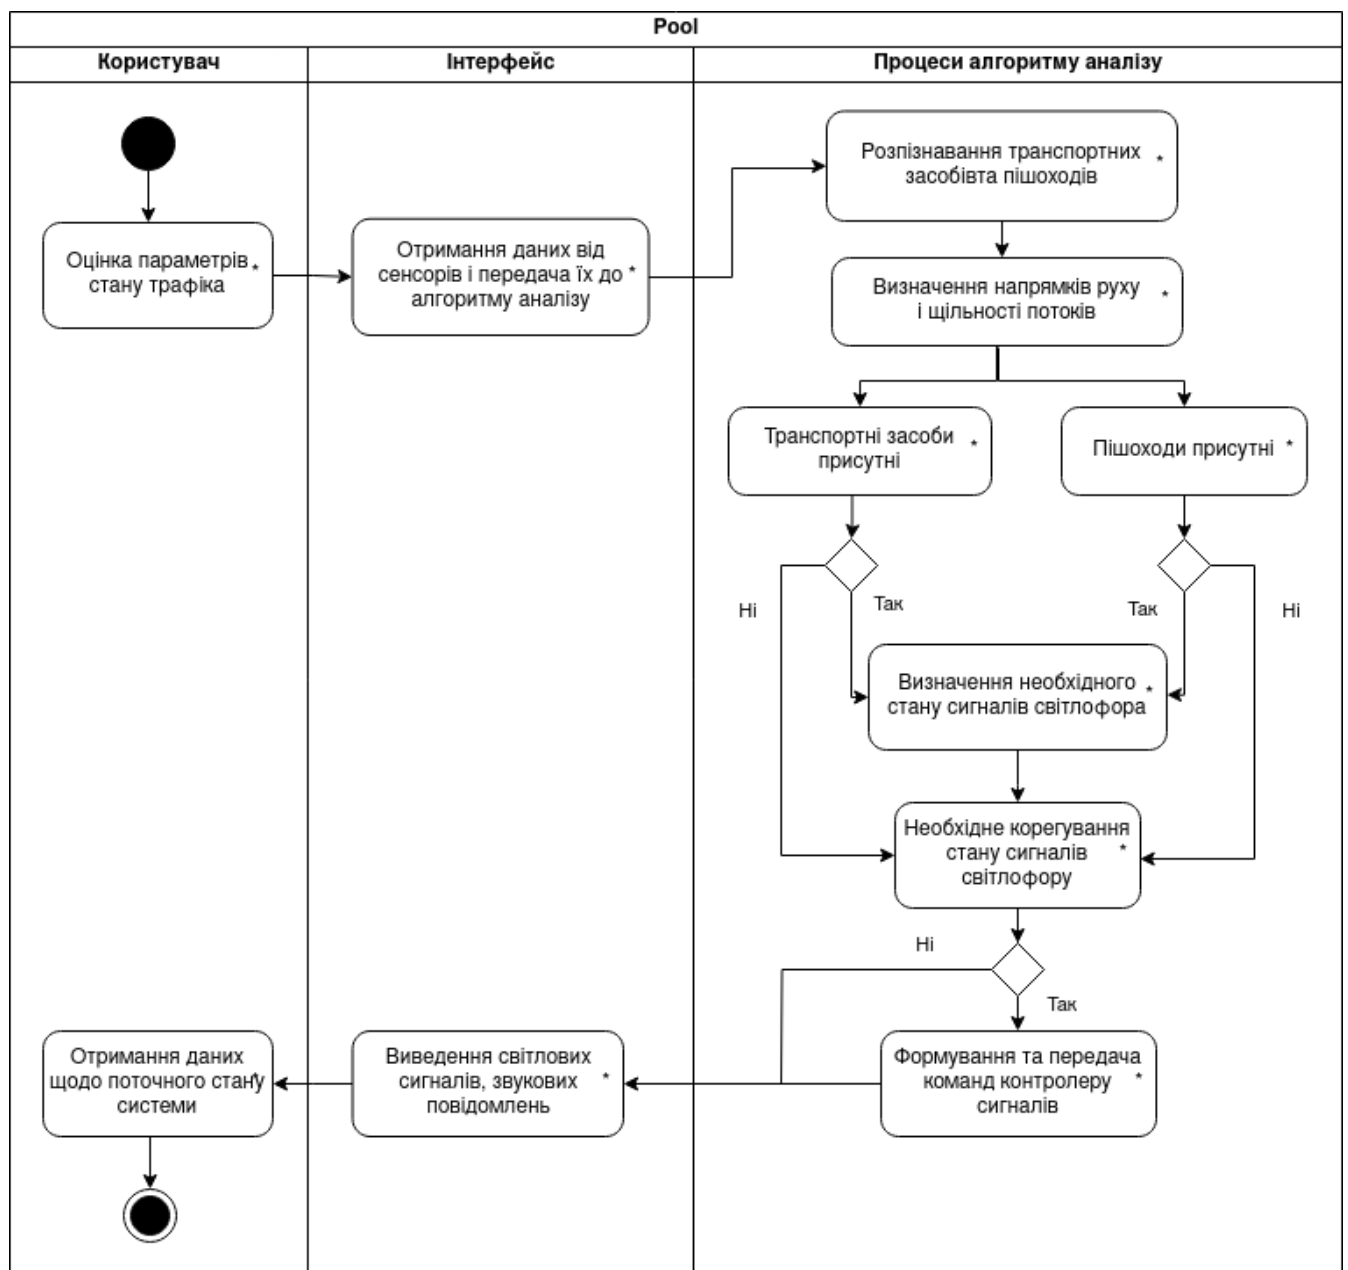 Pool
Користувач
Інтерфейс
Процеси алгоритму аналізу
Розпізнавання транспортних *
засобівта пішоходів
Оцінка параметрів *
стану трафіка
Отримання даних від
сенсорів і передача їх до *
алгоритму аналізу
Визначення напрямків руху *
і щільності потоків
Транспортні засоби *
присутні
Пішоходи присутні *
Ні
Так
Так
Ні
Визначення необхідного *
стану сигналів світлофора
Необхідне корегування
стану сигналів *
світлофору
Ні
Так
Отримання даних
щодо поточного стану *
системи
Виведення світлових
сигналів, звукових *
повідомлень
Формування та передача
команд контролеру *
сигналів